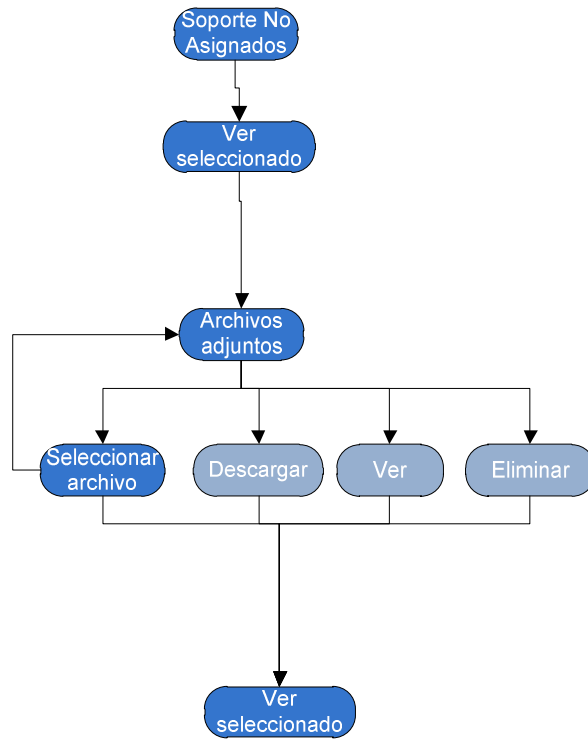 Soporte No
Asignados
Ver
seleccionado
Archivos
adjuntos
Seleccionar
archivo
Descargar
Ver
Eliminar
Ver
seleccionado